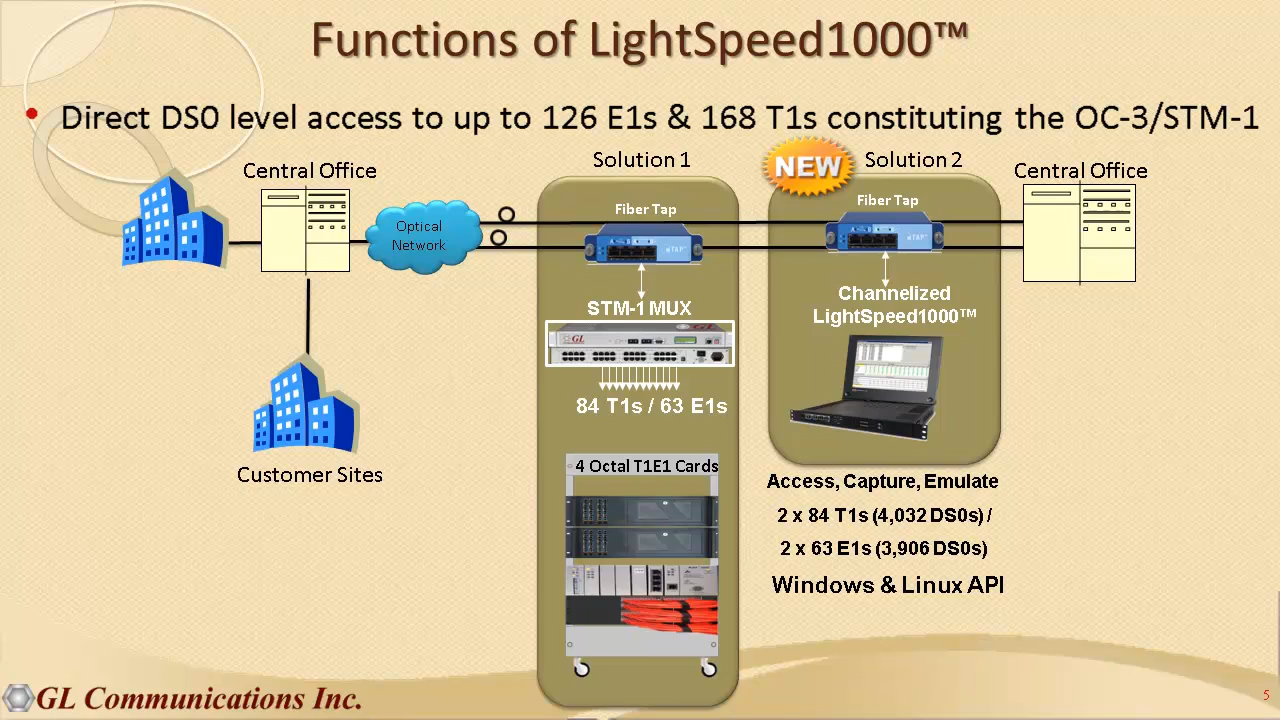 Functions of LightSpeed1000™
• Direct DS0 level access to up to 126 E1s & 168 T1s constituting the OC-3/STM-1
Central Office
Solution 1
NEW
Solution 2
Central Office
Optical
Network
Fiber Tap
Fiber Tap
STM-1 MUX
GL
84 T1s / 63 E1s
4 Octal T1E1 Cards
Channelized
LightSpeed1000™
Customer Sites
Access, Capture, Emulate
2 x 84 T1s (4,032 DS0s) /
2 x 63 E1s (3,906 DS0s)
Windows & Linux API
GL Communications Inc.
5